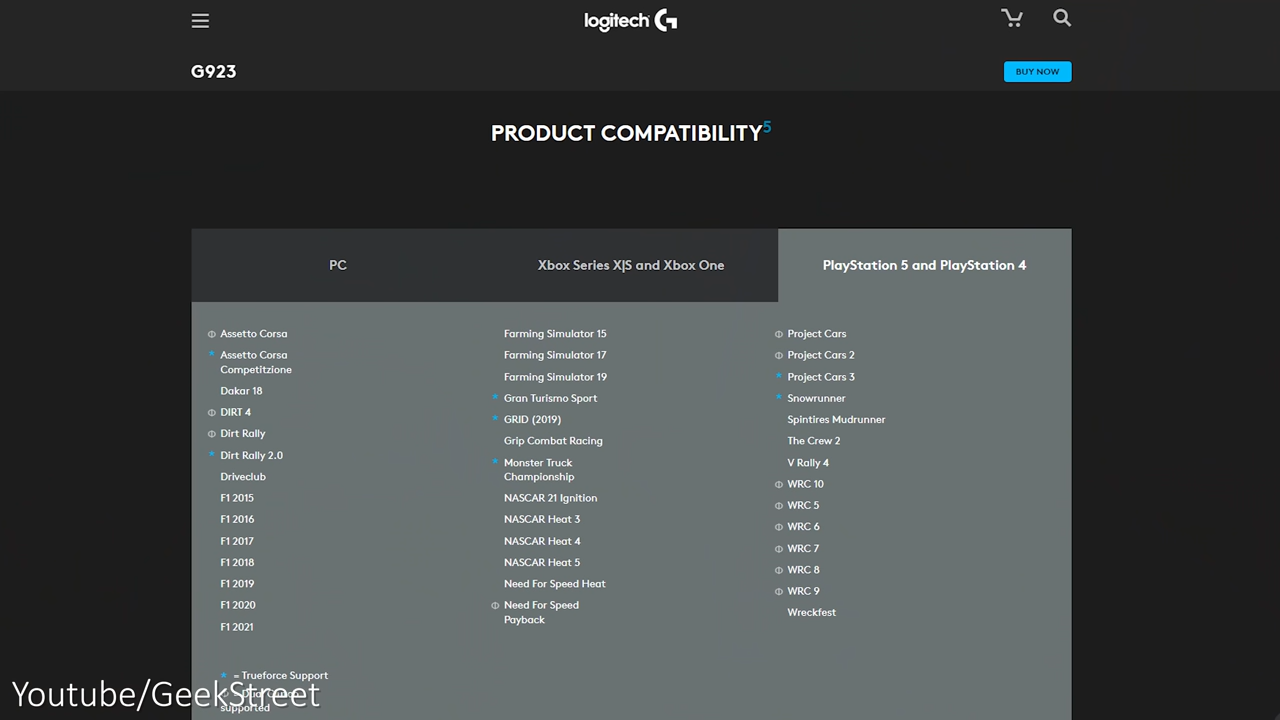 logitech G
G923
BUY NOW
PRODUCT COMPATIBILITY5
PC
Xbox Series X|S and Xbox One
PlayStation 5 and PlayStation 4
Φ Assetto Corsa
* Assetto Corsa
Competitzione
Dakar 18
Φ DIRT 4
Φ Dirt Rally
* Dirt Rally 2.0
Driveclub
F1 2015
F1 2016
F1 2017
F1 2018
F1 2019
F1 2020
F1 2021
Farming Simulator 15
Farming Simulator 17
Farming Simulator 19
* Gran Turismo Sport
* GRID (2019)
Grip Combat Racing
* Monster Truck
Championship
NASCAR 21 Ignition
NASCAR Heat 3
NASCAR Heat 4
NASCAR Heat 5
Need For Speed Heat
Φ Need For Speed
Payback
Φ Project Cars
Φ Project Cars 2
* Project Cars 3
* Snowrunner
Spintires Mudrunner
The Crew 2
V Rally 4
Φ WRC 10
Φ WRC 5
Φ WRC 6
Φ WRC 7
Φ WRC 8
Φ WRC 9
Wreckfest
* = Trueforce Support
supported
Youtube/GeekStreet